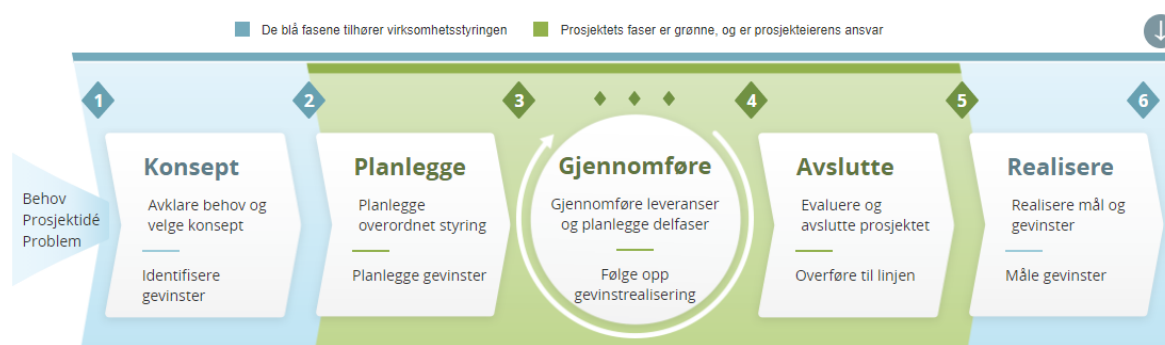 De blå fasene tilhører virksomhetsstyringen
Prosjektets faser er grønne, og er prosjekteierens ansvar
1
2
3
4
5
6
Behov
Prosjektidé
Problem
Konsept
Avklare behov og
velge konsept
Identifisere
gevinster
Planlegge
Planlegge
overordnet styring
Planlegge gevinster
Gjennomføre
Gjennomføre leveranser
og planlegge delfaser
Følge opp
gevinstrealisering
Avslutte
Evaluere og
avslutte prosjektet
Overføre til linjen
Realisere
Realisere mål og
gevinster
Måle gevinster